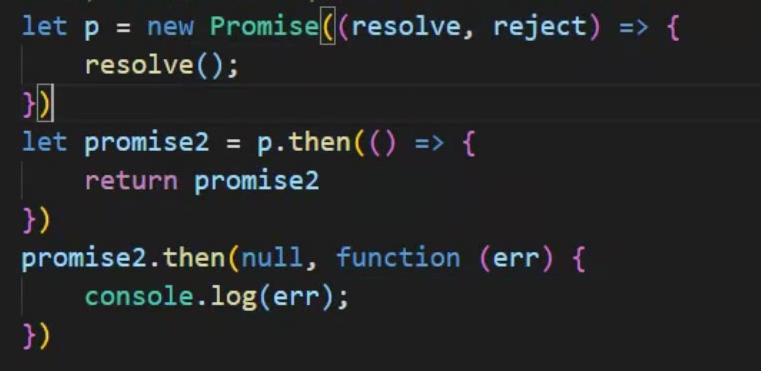 let p = new Promise((resolve, reject) => {
    resolve();
})
let promise2 = p.then(() => {
    return promise2
})
promise2.then(null, function (err) {
    console.log(err);
})